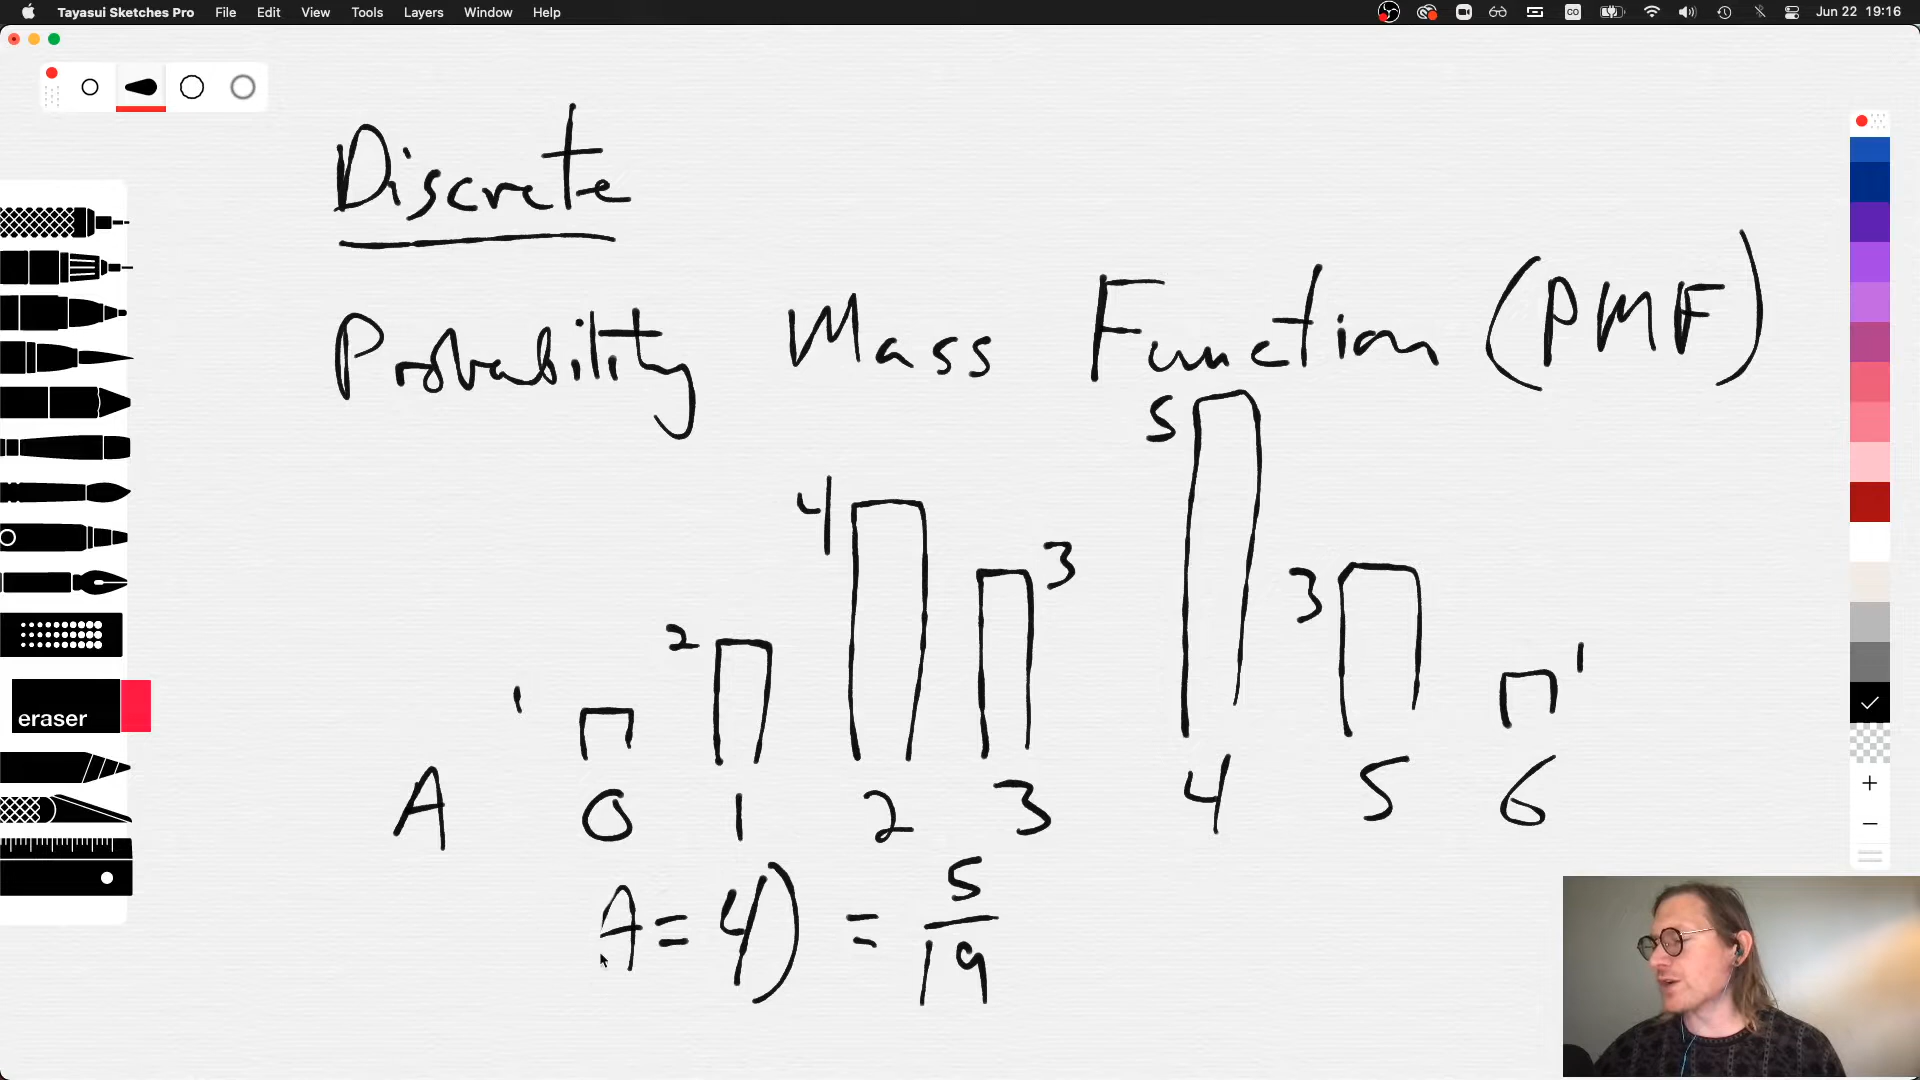 Tayasui Sketches Pro File Edit View Tools Layers Window Help Jun 22 19:16
Discrete
Probability Mass Function (PMF)
5
4
3
3
2
1
1
A 0 1 2 3 4 5 6
A = 4) = 5/19
eraser